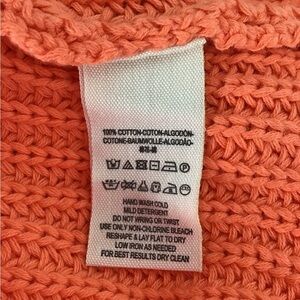 100% COTTON-COTON-ALGODÓN-
COTONE-BAUMWOLLE-ALGODÃO-
HAND WASH COLD
MILD DETERGENT
DO NOT WRING OR TWIST
USE ONLY NON-CHLORINE BLEACH
RESHAPE & LAY FLAT TO DRY
LOW IRON AS NEEDED
FOR BEST RESULTS DRY CLEAN